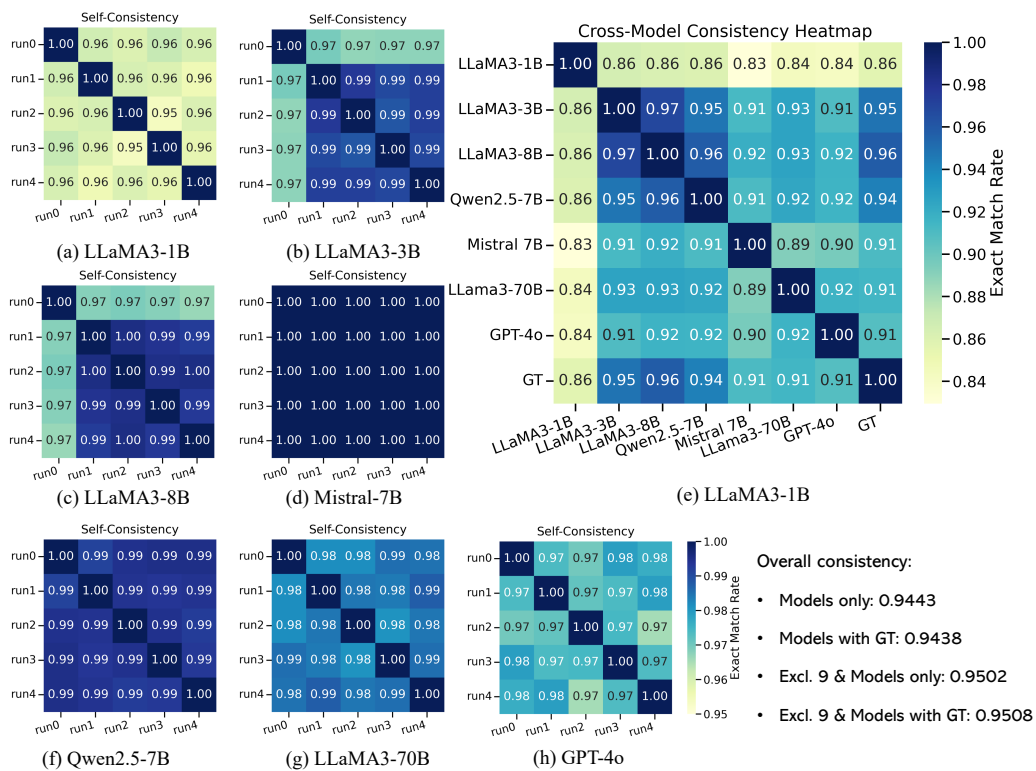 Self-Consistency
run0 1.00 0.96 0.96 0.96 0.96
run1 0.96 1.00 0.96 0.96 0.96
run2 0.96 0.96 1.00 0.95 0.96
run3 0.96 0.96 0.95 1.00 0.96
run4 0.96 0.96 0.96 0.96 1.00
run0 run1 run2 run3 run4
(a) LLaMA3-1B
Self-Consistency
run0 1.00 0.97 0.97 0.97 0.97
run1 0.97 1.00 0.99 0.99 0.99
run2 0.97 0.99 1.00 0.99 0.99
run3 0.97 0.99 0.99 1.00 0.99
run4 0.97 0.99 0.99 0.99 1.00
run0 run1 run2 run3 run4
(b) LLaMA3-3B
Self-Consistency
run0 1.00 0.97 0.97 0.97 0.97
run1 0.97 1.00 1.00 0.99 0.99
run2 0.97 1.00 1.00 0.99 1.00
run3 0.97 0.99 0.99 1.00 0.99
run4 0.97 0.99 1.00 0.99 1.00
run0 run1 run2 run3 run4
(c) LLaMA3-8B
Self-Consistency
run0 1.00 1.00 1.00 1.00 1.00
run1 1.00 1.00 1.00 1.00 1.00
run2 1.00 1.00 1.00 1.00 1.00
run3 1.00 1.00 1.00 1.00 1.00
run4 1.00 1.00 1.00 1.00 1.00
run0 run1 run2 run3 run4
(d) Mistral-7B
Cross-Model Consistency Heatmap
LLaMA3-1B 1.00 0.86 0.86 0.86 0.83 0.84 0.84 0.86
LLaMA3-3B 0.86 1.00 0.97 0.95 0.91 0.93 0.91 0.95
LLaMA3-8B 0.86 0.97 1.00 0.96 0.92 0.93 0.92 0.96
Qwen2.5-7B 0.86 0.95 0.96 1.00 0.91 0.92 0.92 0.94
Mistral 7B 0.83 0.91 0.92 0.91 1.00 0.89 0.90 0.91
LLama3-70B 0.84 0.93 0.93 0.92 0.89 1.00 0.92 0.91
GPT-4o 0.84 0.91 0.92 0.92 0.90 0.92 1.00 0.91
GT 0.86 0.95 0.96 0.94 0.91 0.91 0.91 1.00
LLaMA3-1B LLaMA3-3B LLaMA3-8B Qwen2.5-7B Mistral 7B LLama3-70B GPT-4o GT
1.00
0.98
0.96
0.94
0.92
0.90
0.88
0.86
0.84
Exact Match Rate
(e) LLaMA3-1B
Self-Consistency
run0 1.00 0.99 0.99 0.99 0.99
run1 0.99 1.00 0.99 0.99 0.99
run2 0.99 0.99 1.00 0.99 0.99
run3 0.99 0.99 0.99 1.00 0.99
run4 0.99 0.99 0.99 0.99 1.00
run0 run1 run2 run3 run4
(f) Qwen2.5-7B
Self-Consistency
run0 1.00 0.98 0.98 0.99 0.98
run1 0.98 1.00 0.98 0.98 0.99
run2 0.98 0.98 1.00 0.98 0.98
run3 0.99 0.98 0.98 1.00 0.99
run4 0.98 0.99 0.98 0.99 1.00
run0 run1 run2 run3 run4
(g) LLaMA3-70B
Self-Consistency
run0 1.00 0.97 0.97 0.98 0.98
run1 0.97 1.00 0.97 0.97 0.98
run2 0.97 0.97 1.00 0.97 0.97
run3 0.98 0.97 0.97 1.00 0.97
run4 0.98 0.98 0.97 0.97 1.00
run0 run1 run2 run3 run4
1.00
0.99
0.98
0.97
0.96
0.95
Exact Match Rate
(h) GPT-4o
Overall consistency:
• Models only: 0.9443
• Models with GT: 0.9438
• Excl. 9 & Models only: 0.9502
• Excl. 9 & Models with GT: 0.9508